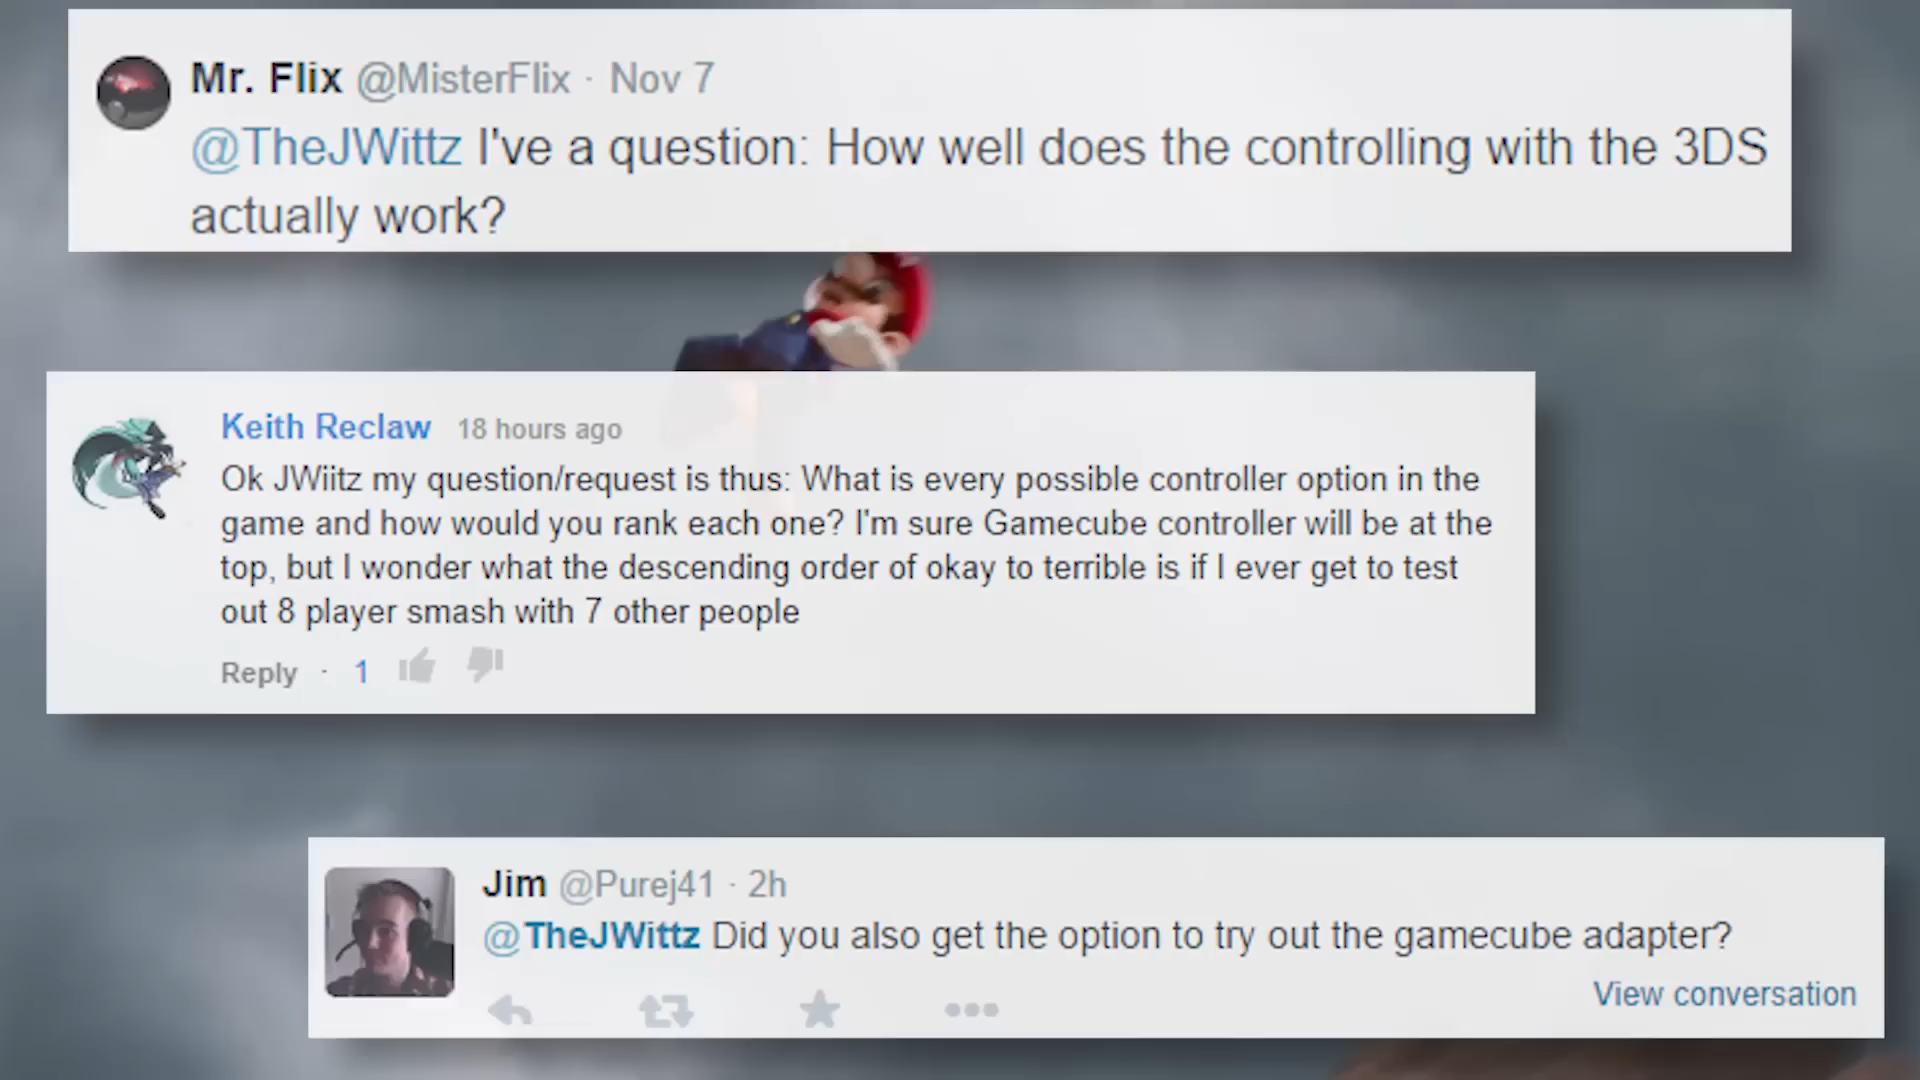 Mr. Flix @MisterFlix · Nov 7
@TheJWittz I've a question: How well does the controlling with the 3DS
actually work?
Keith Reclaw 18 hours ago
Ok JWiitz my question/request is thus: What is every possible controller option in the
game and how would you rank each one? I'm sure Gamecube controller will be at the
top, but I wonder what the descending order of okay to terrible is if I ever get to test
out 8 player smash with 7 other people
Reply · 1
Jim @Purej41 · 2h
@TheJWittz Did you also get the option to try out the gamecube adapter?
View conversation